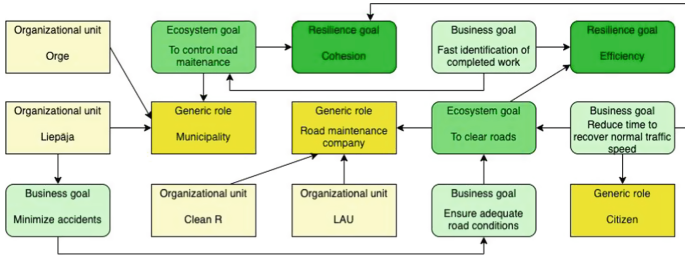 Organizational unit
Orge
Ecosystem goal
To control road
maitenance
Resilience goal
Cohesion
Business goal
Fast identification of
completed work
Resilience goal
Efficiency
Organizational unit
Liepāja
Generic role
Municipality
Generic role
Road maintenance
company
Ecosystem goal
To clear roads
Business goal
Reduce time to
recover normal traffic
speed
Business goal
Minimize accidents
Organizational unit
Clean R
Organizational unit
LAU
Business goal
Ensure adequate
road conditions
Generic role
Citizen